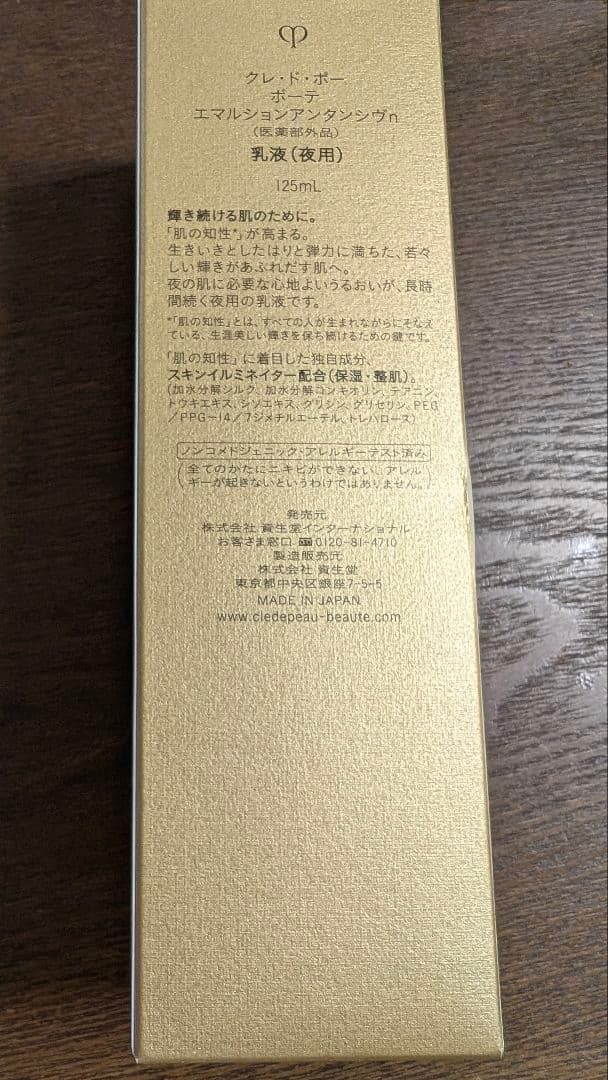 クレ・ド・ポー
ボーテ
エマルションアンタンシヴn
(医薬部外品)
乳液(夜用)
125mL
輝き続ける肌のために。
「肌の知性*」が高まる。
生きいきとしたはりと弾力に満ちた、若々
しい輝きがあふれだす肌へ。
夜の肌に必要な心地よいうるおいが、長時
間続く夜用の乳液です。
*「肌の知性」とは、すべての人が生まれながらにそなえ
ている、生涯美しい輝きを保ち続けるための鍵です。
「肌の知性」に着目した独自成分、
スキンイルミネイター配合(保湿・整肌)。
(加水分解シルク、加水分解コンキオリン、テアニン、
トウキエキス、シソエキス、グリシン、グリセリン、PEG
/PPG-14/7ジメチルエーテル、トレハロース)
ノンコメドジェニック・アレルギーテスト済み
(全てのかたにニキビができない、アレル
ギーが起きないというわけではありません。)
発売元
株式会社 資生堂インターナショナル
お客さま窓口 0120-81-4710
製造販売元
株式会社 資生堂
東京都中央区銀座7-5-5
MADE IN JAPAN
www.cledepeau-beaute.com